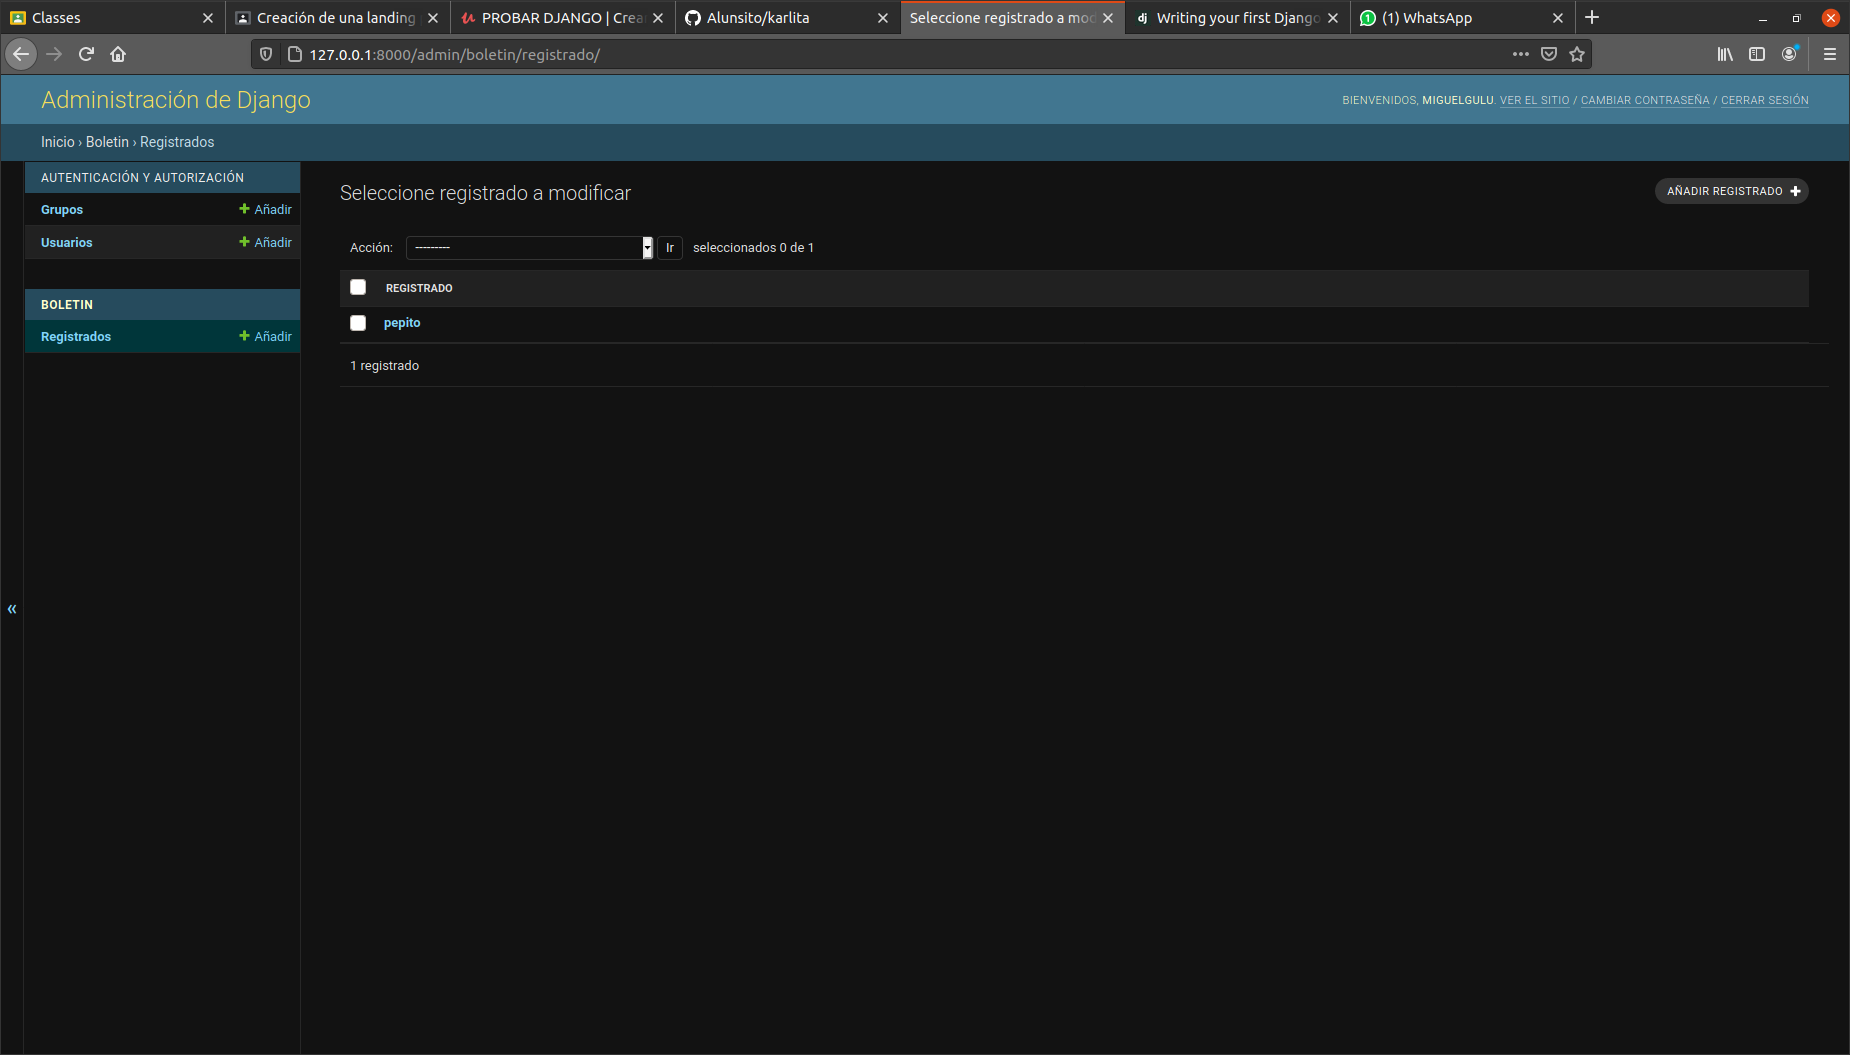 Classes
Creación de una landing
PROBAR DJANGO | Crea
Alunsito/karlita
Seleccione registrado a mod
dj Writing your first Django
1 (1) WhatsApp
127.0.0.1:8000/admin/boletin/registrado/
Administración de Django
BIENVENIDOS, MIGUELGULU. VER EL SITIO / CAMBIAR CONTRASEÑA / CERRAR SESIÓN
Inicio › Boletin › Registrados
AUTENTICACIÓN Y AUTORIZACIÓN
Grupos + Añadir
Usuarios + Añadir
BOLETIN
Registrados + Añadir
«
Seleccione registrado a modificar
AÑADIR REGISTRADO +
Acción: --------- Ir seleccionados 0 de 1
REGISTRADO
pepito
1 registrado